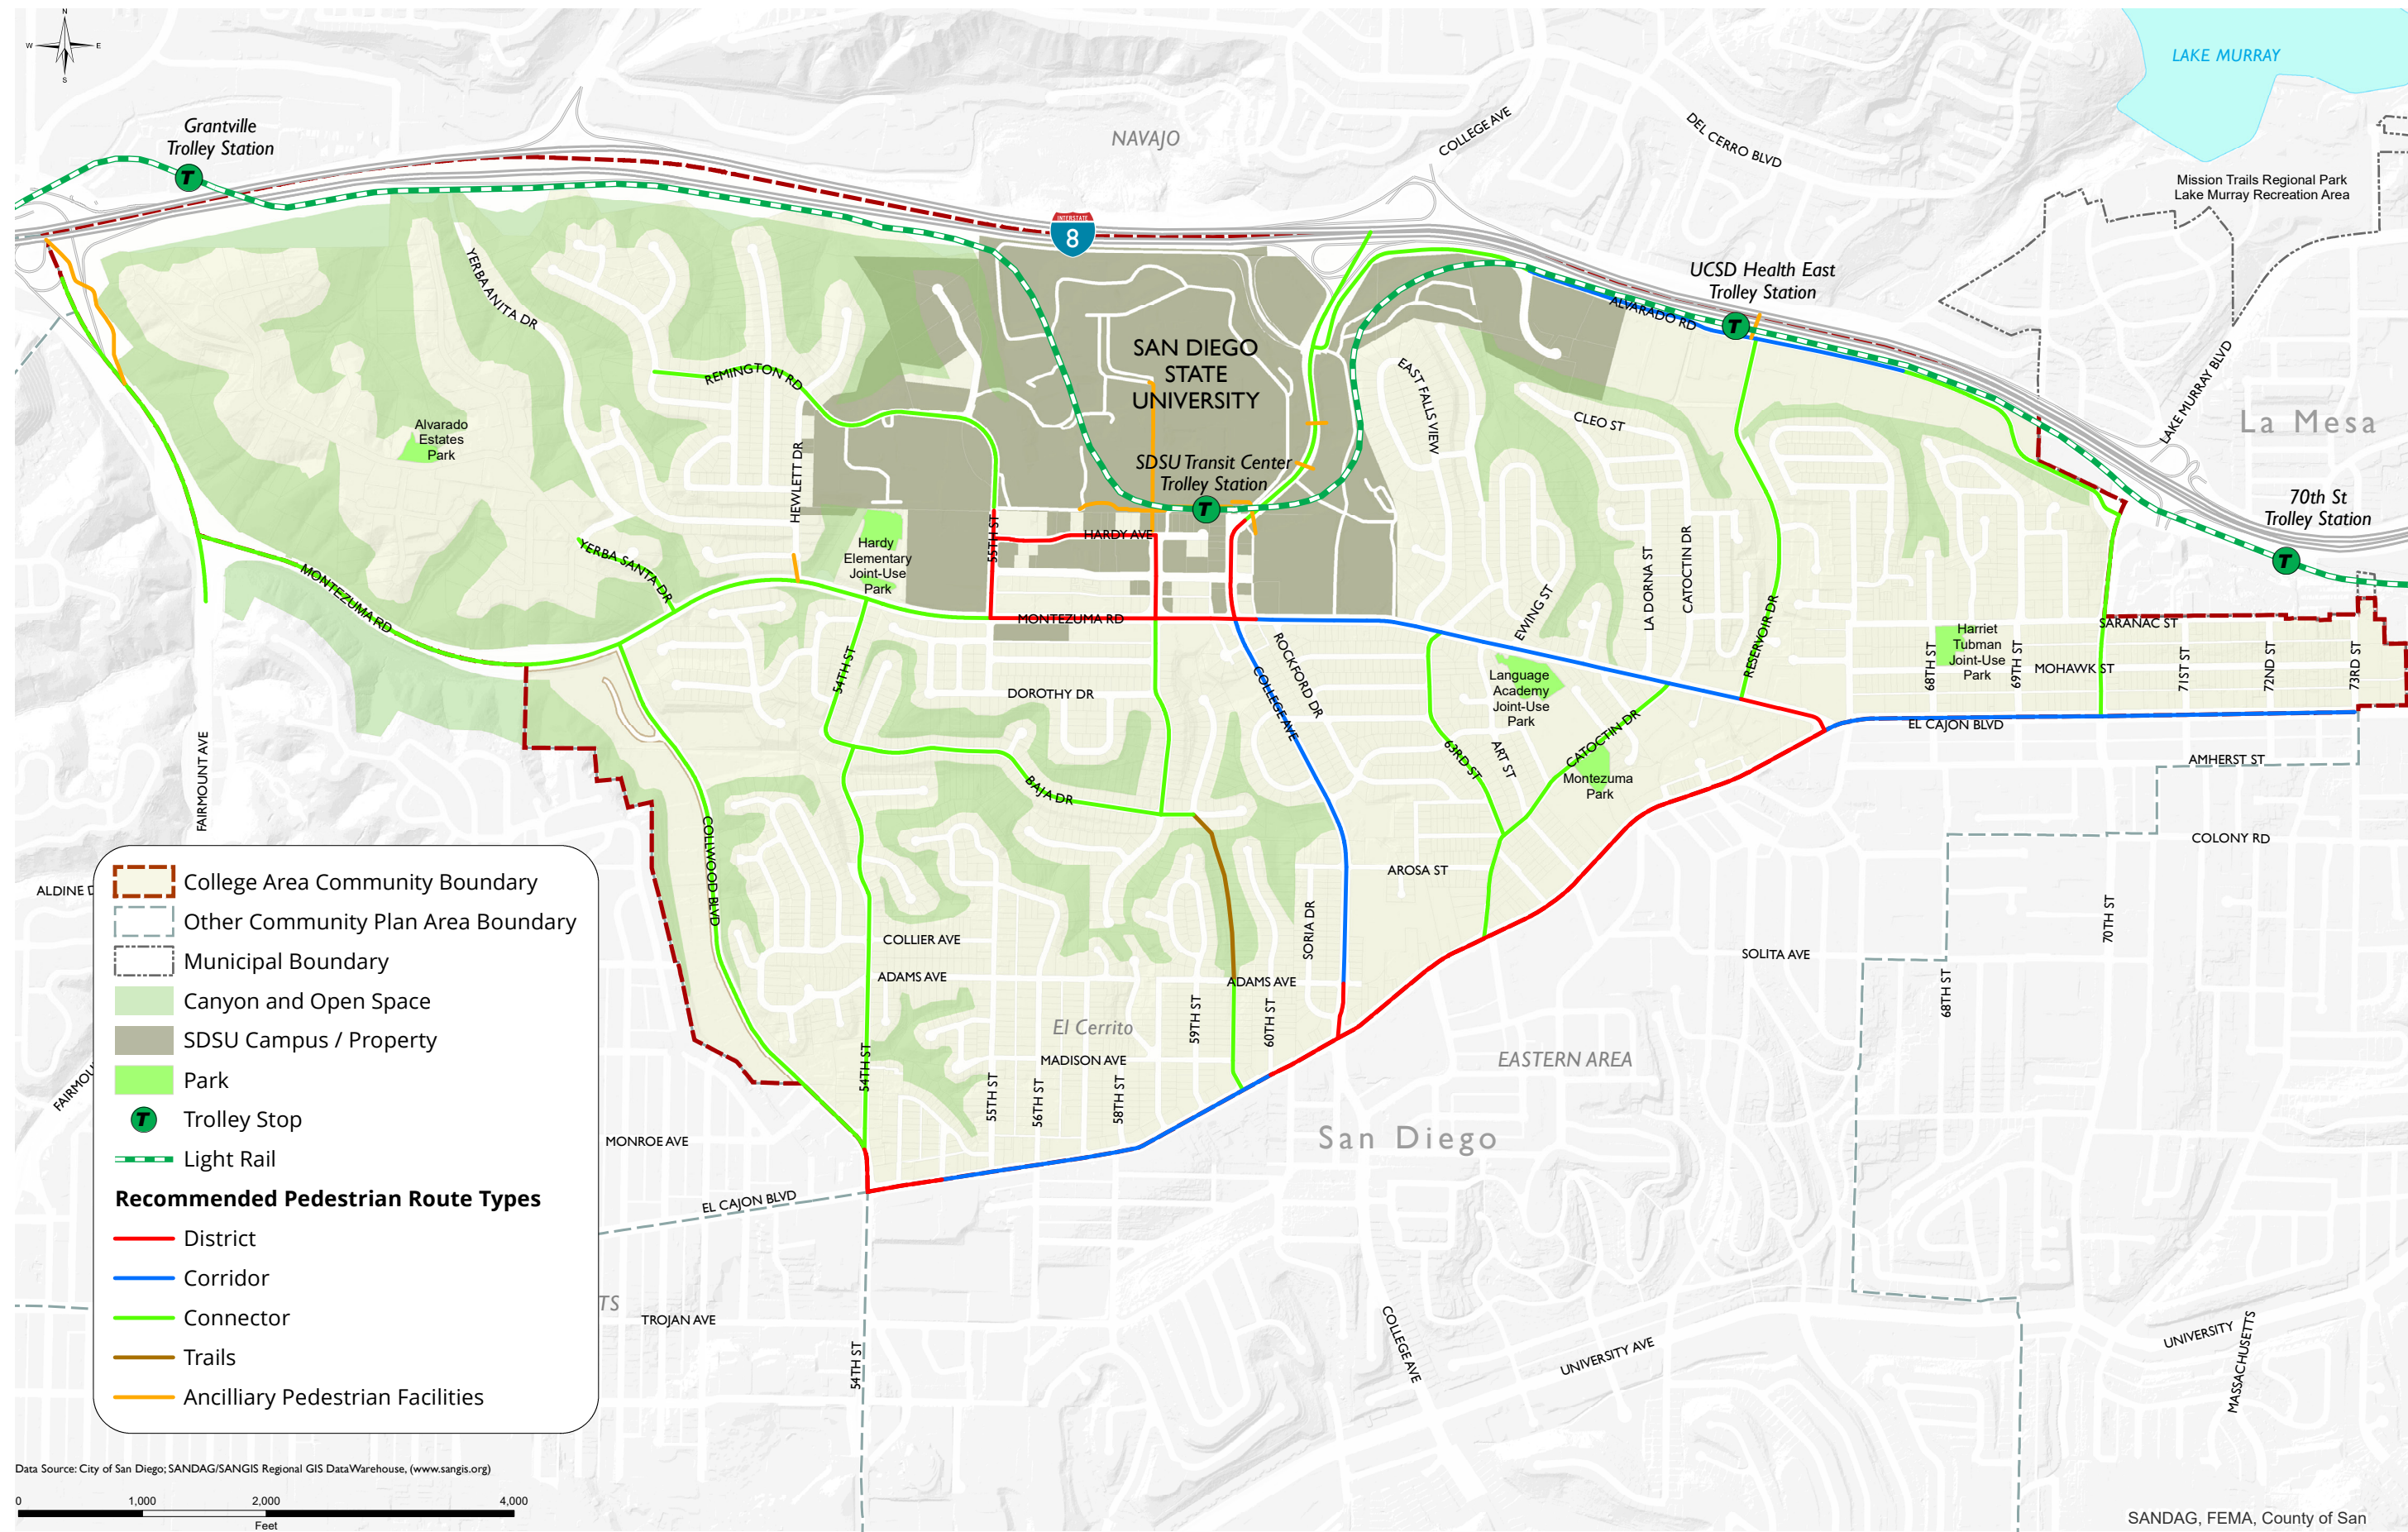 N
W
E
S
LAKE MURRAY
Grantville
Trolley Station
NAVAJO
COLLEGE AVE
DEL CERRO BLVD
Mission Trails Regional Park
Lake Murray Recreation Area
INTERSTATE
8
YERBA ANITA DR
UCSD Health East
Trolley Station
ALVARADO RD
SAN DIEGO
STATE
UNIVERSITY
REMINGTON RD
EAST FALLS VIEW
CLEO ST
LAKE MURRAY BLVD
La Mesa
Alvarado
Estates
Park
HEWLETT DR
SDSU Transit Center
Trolley Station
70th St
Trolley Station
55TH ST
HARDY AVE
Hardy
Elementary
Joint-Use
Park
YERBA SANTA DR
MONTEZUMA RD
MONTEZUMA RD
LA DORNA ST
CATOCTIN DR
EWING ST
RESERVOIR DR
SARANAC ST
Harriet
Tubman
Joint-Use
Park
68TH ST
69TH ST
MOHAWK ST
71ST ST
72ND ST
73RD ST
54TH ST
DOROTHY DR
ROCKFORD DR
COLLEGE AVE
Language
Academy
Joint-Use
Park
EL CAJON BLVD
AMHERST ST
63RD ST
ART ST
CATOCTIN DR
Montezuma
Park
BAJA DR
FAIRMOUNT AVE
COLLWOOD BLVD
COLONY RD
AROSA ST
ALDINE D
COLLIER AVE
ADAMS AVE
ADAMS AVE
SORIA DR
SOLITA AVE
70TH ST
68TH ST
El Cerrito
59TH ST
60TH ST
MADISON AVE
EASTERN AREA
54TH ST
55TH ST
56TH ST
58TH ST
FAIRMOU
MONROE AVE
San Diego
EL CAJON BLVD
TS
TROJAN AVE
54TH ST
COLLEGE AVE
UNIVERSITY AVE
UNIVERSITY
MASSACHUSETTS
College Area Community Boundary
Other Community Plan Area Boundary
Municipal Boundary
Canyon and Open Space
SDSU Campus / Property
Park
T Trolley Stop
Light Rail
Recommended Pedestrian Route Types
District
Corridor
Connector
Trails
Ancilliary Pedestrian Facilities
Data Source: City of San Diego; SANDAG/SANGIS Regional GIS DataWarehouse, (www.sangis.org)
0 1,000 2,000 4,000
Feet
SANDAG, FEMA, County of San